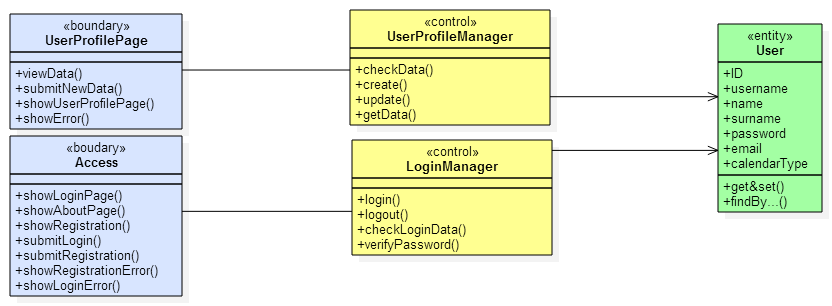 «boundary»
UserProfilePage
+viewData()
+submitNewData()
+showUserProfilePage()
+showError()
«boudary»
Access
+showLoginPage()
+showAboutPage()
+showRegistration()
+submitLogin()
+submitRegistration()
+showRegistrationError()
+showLoginError()
«control»
UserProfileManager
+checkData()
+create()
+update()
+getData()
«control»
LoginManager
+login()
+logout()
+checkLoginData()
+verifyPassword()
«entity»
User
+ID
+username
+name
+surname
+password
+email
+calendarType
+get&set()
+findBy...()